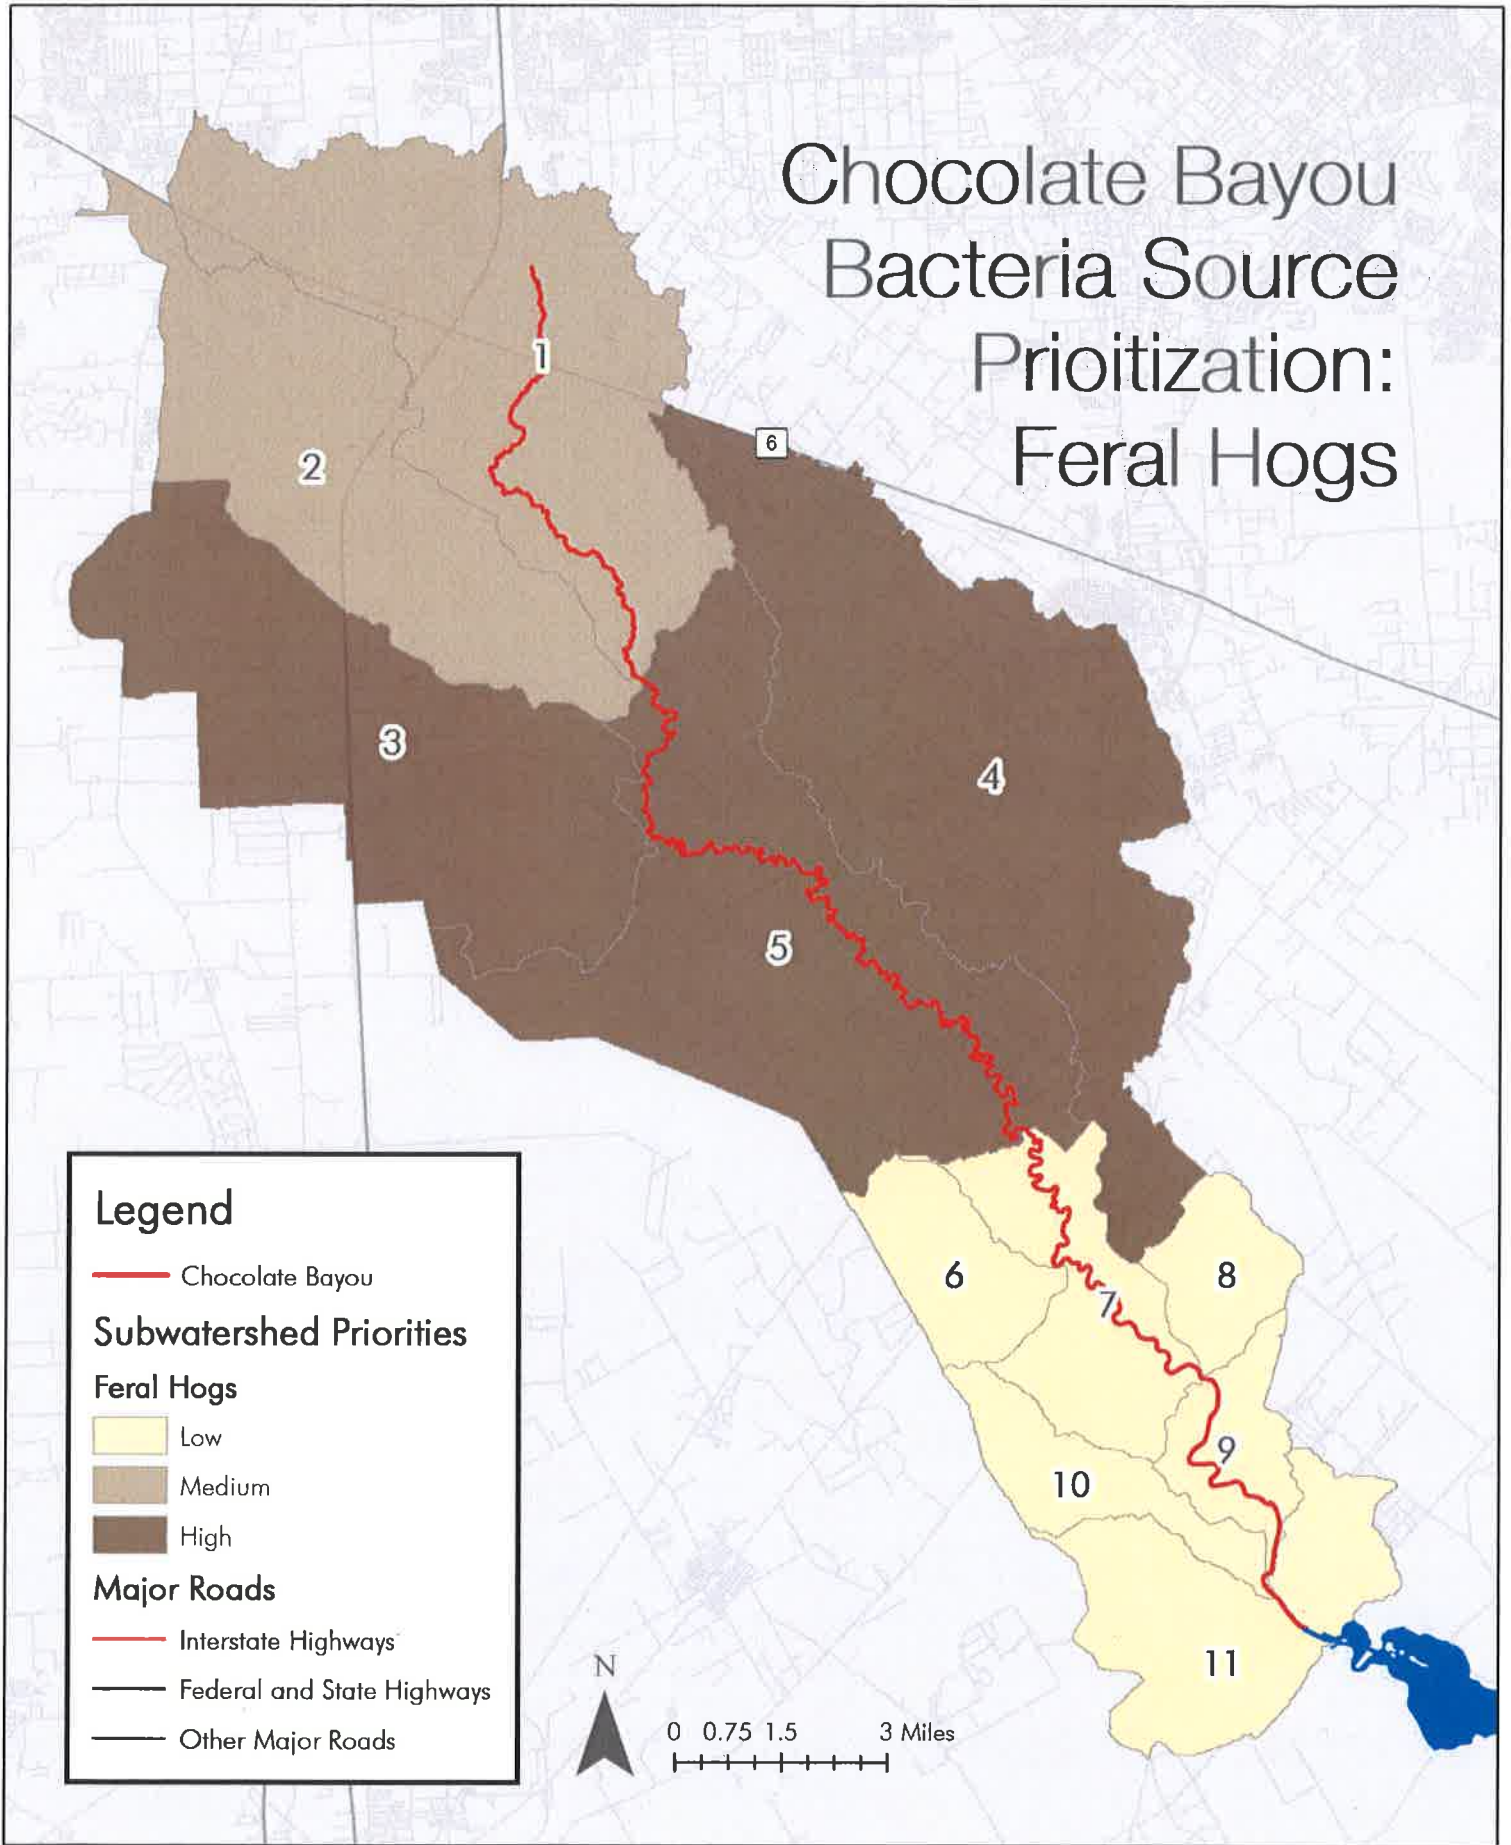 Chocolate Bayou
Bacteria Source
Prioitization:
Feral Hogs
6
1
2
3
4
5
6
7
8
9
10
11
Legend
Chocolate Bayou
Subwatershed Priorities
Feral Hogs
Low
Medium
High
Major Roads
Interstate Highways
Federal and State Highways
Other Major Roads
N
0 0.75 1.5 3 Miles